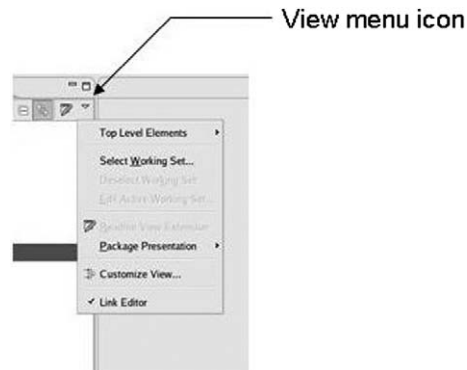 View menu icon
Top Level Elements
Select Working Set...
Deselect Working Set
Edit Active Working Set...
Package Presentation
Customize View...
Link Editor